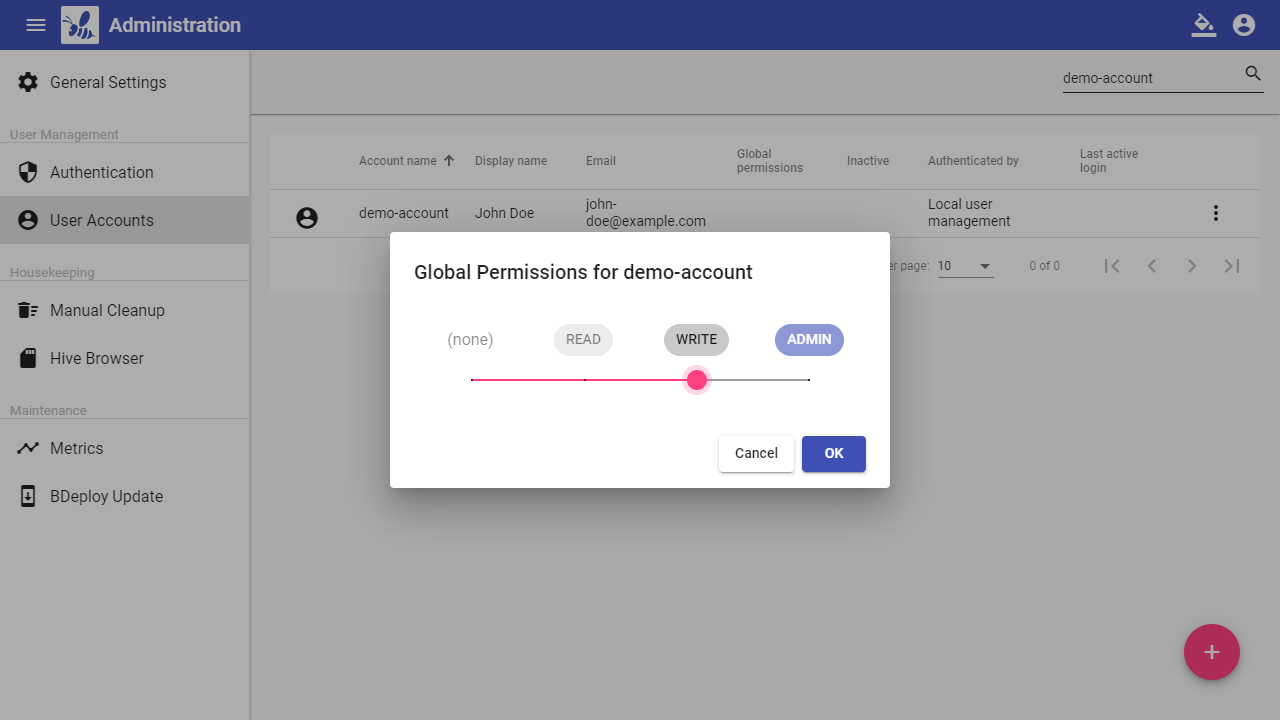 Administration
General Settings
User Management
Authentication
User Accounts
Housekeeping
Manual Cleanup
Hive Browser
Maintenance
Metrics
BDeploy Update
demo-account
Account name
Display name
Email
Global
permissions
Inactive
Authenticated by
Last active
login
demo-account
John Doe
john-
doe@example.com
Local user
management
er page:
10
0 of 0
Global Permissions for demo-account
(none)
READ
WRITE
ADMIN
Cancel
OK